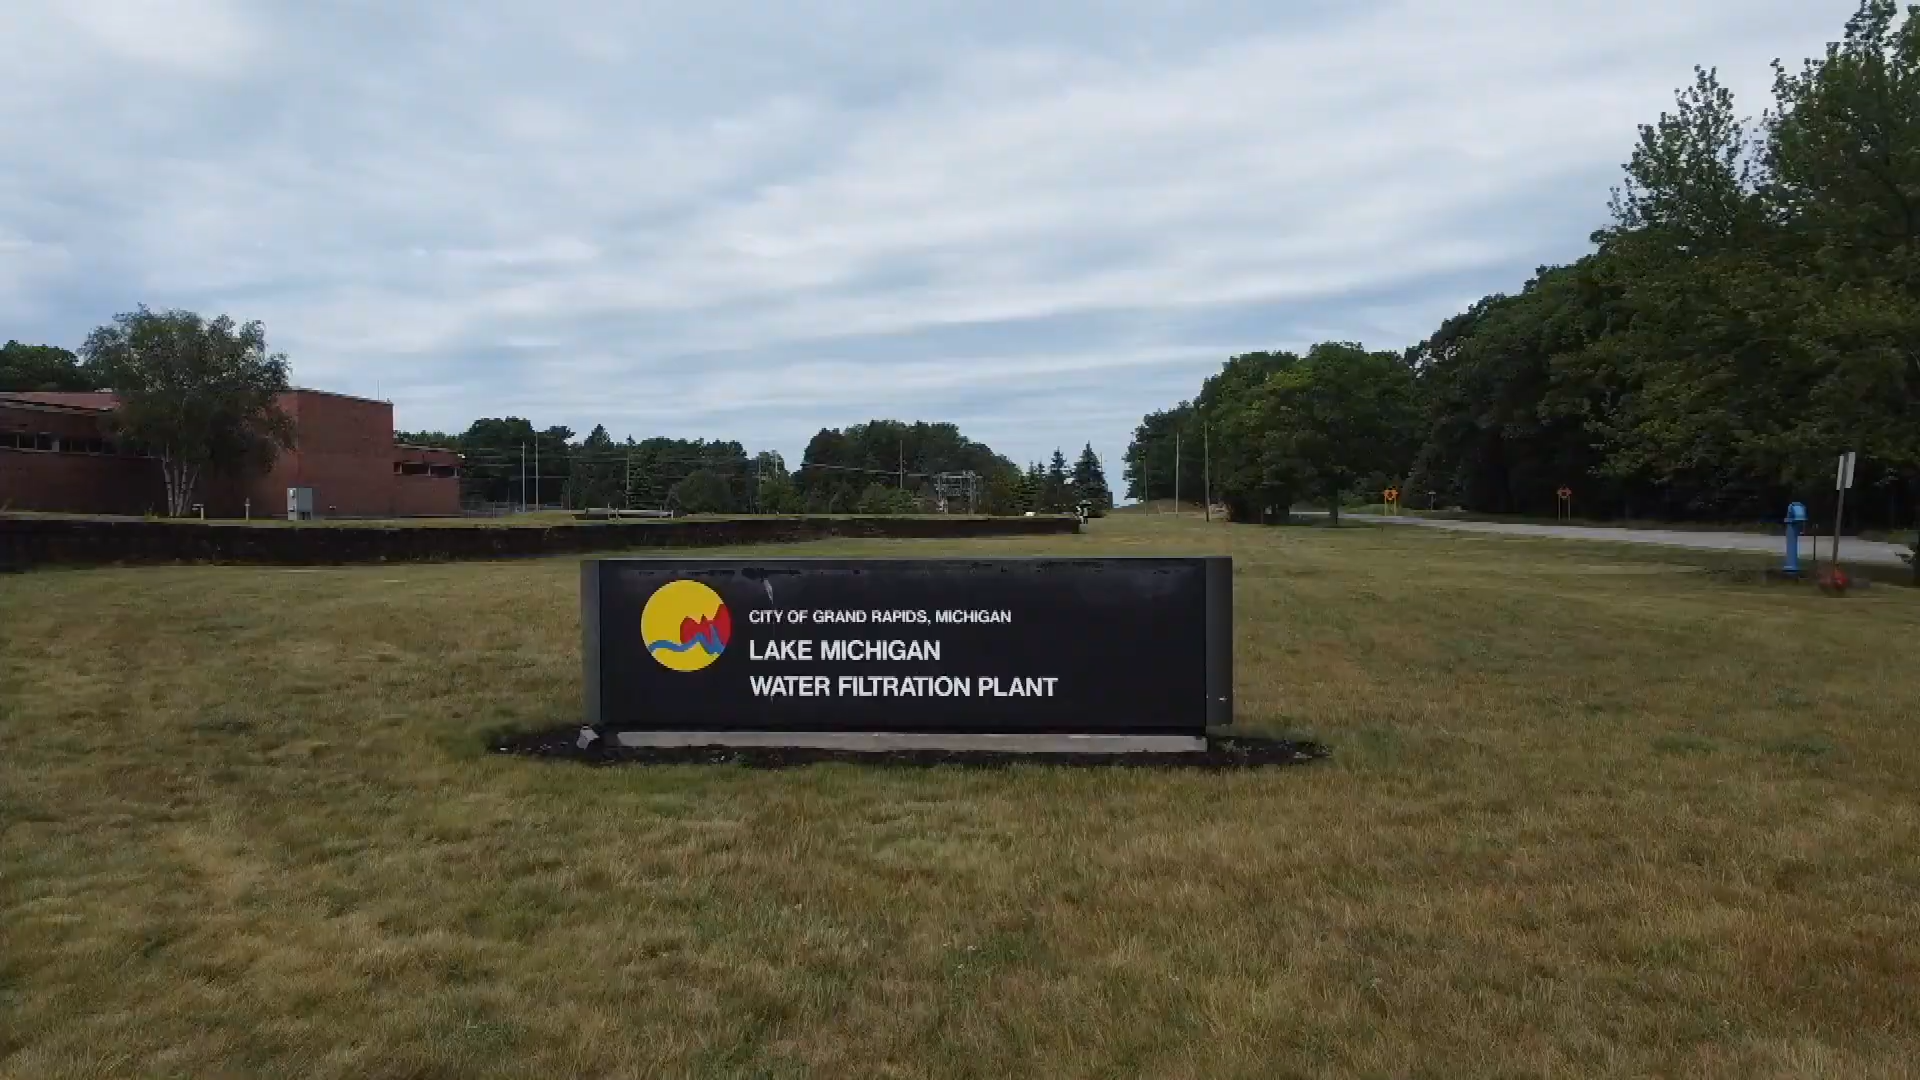 CITY OF GRAND RAPIDS, MICHIGAN
LAKE MICHIGAN
WATER FILTRATION PLANT